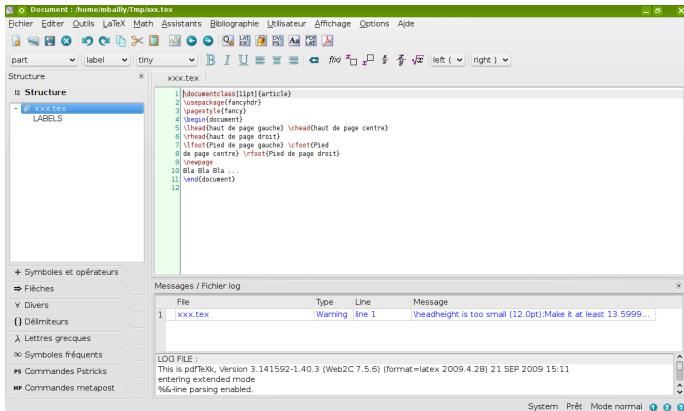 Document : /home/mbailly/Tmp/xxx.tex
Fichier Editer Outils LaTeX Math Assistants Bibliographie Utilisateur Affichage Options Aide
part label tiny B I U f(x) left ( right )
Structure
Structure
xxx.tex
LABELS
+ Symboles et opérateurs
⇒ Flèches
∀ Divers
{} Délimiteurs
λ Lettres grecques
∞ Symboles fréquents
PS Commandes Pstricks
MP Commandes metapost
xxx.tex
1 \documentclass[11pt]{article}
2 \usepackage{fancyhdr}
3 \pagestyle{fancy}
4 \begin{document}
5 \lhead{haut de page gauche} \chead{haut de page centre}
6 \rhead{haut de page droit}
7 \lfoot{Pied de page gauche} \cfoot{Pied
8 de page centre} \rfoot{Pied de page droit}
9 \newpage
10 Bla Bla Bla ...
11 \end{document}
12
Messages / Fichier log
File Type Line Message
1 xxx.tex Warning line 1 \headheight is too small (12.0pt):Make it at least 13.5999...
LOG FILE :
This is pdfTeXk, Version 3.141592-1.40.3 (Web2C 7.5.6) (format=latex 2009.4.28) 21 SEP 2009 15:11
entering extended mode
%&-line parsing enabled.
System Prêt Mode normal 1 2 3